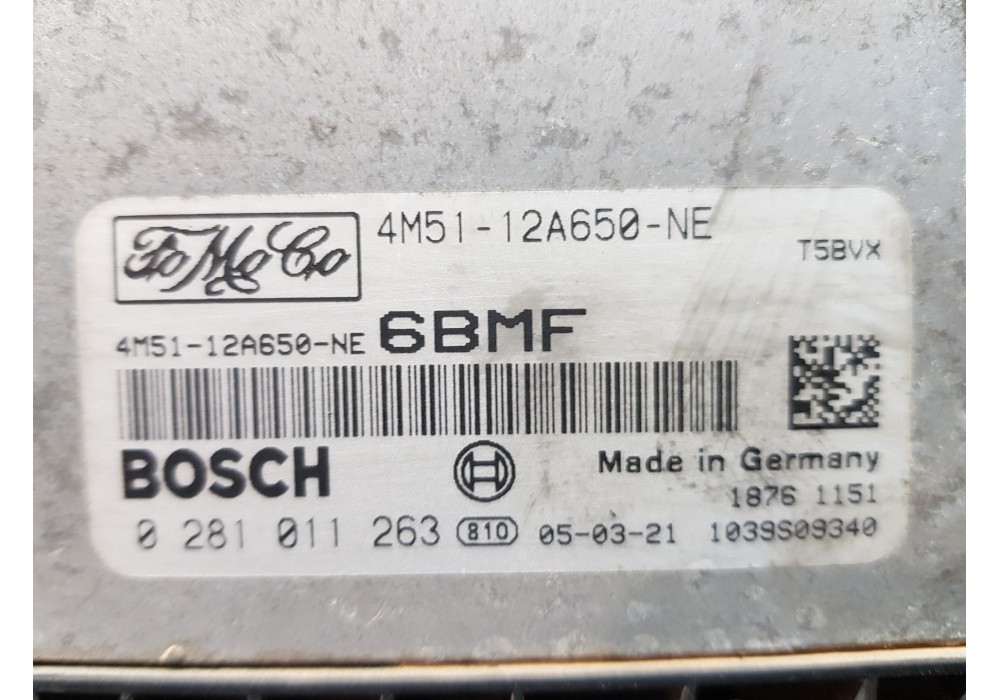 FoMoCo 4M51-12A650-NE
T5BVX
4M51-12A650-NE 6BMF
BOSCH
Made in Germany
1876 1151
0 281 011 263 810 05-03-21 1039S09340